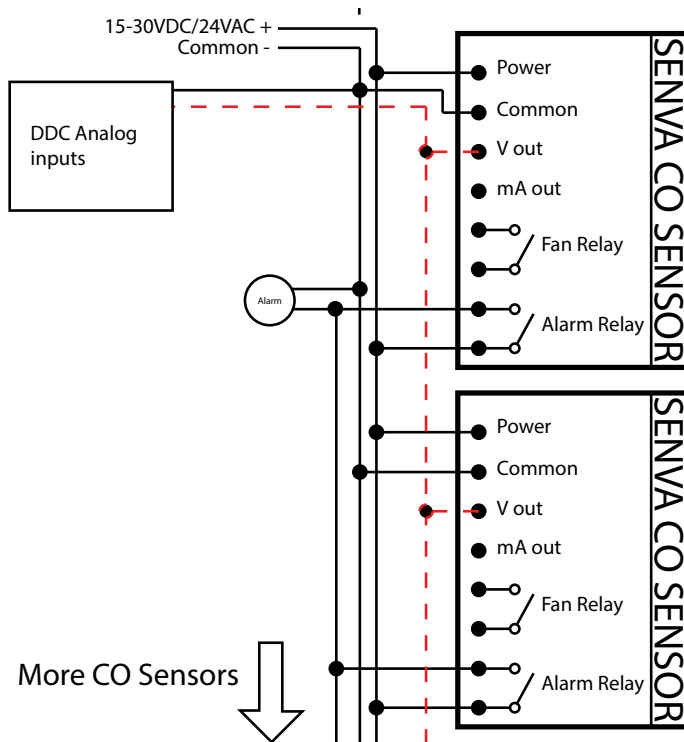 15-30VDC/24VAC +
Common -
DDC Analog
inputs
Power
Common
V out
mA out
Fan Relay
Alarm Relay
SENVA CO SENSOR
Alarm
Power
Common
V out
mA out
Fan Relay
Alarm Relay
SENVA CO SENSOR
More CO Sensors